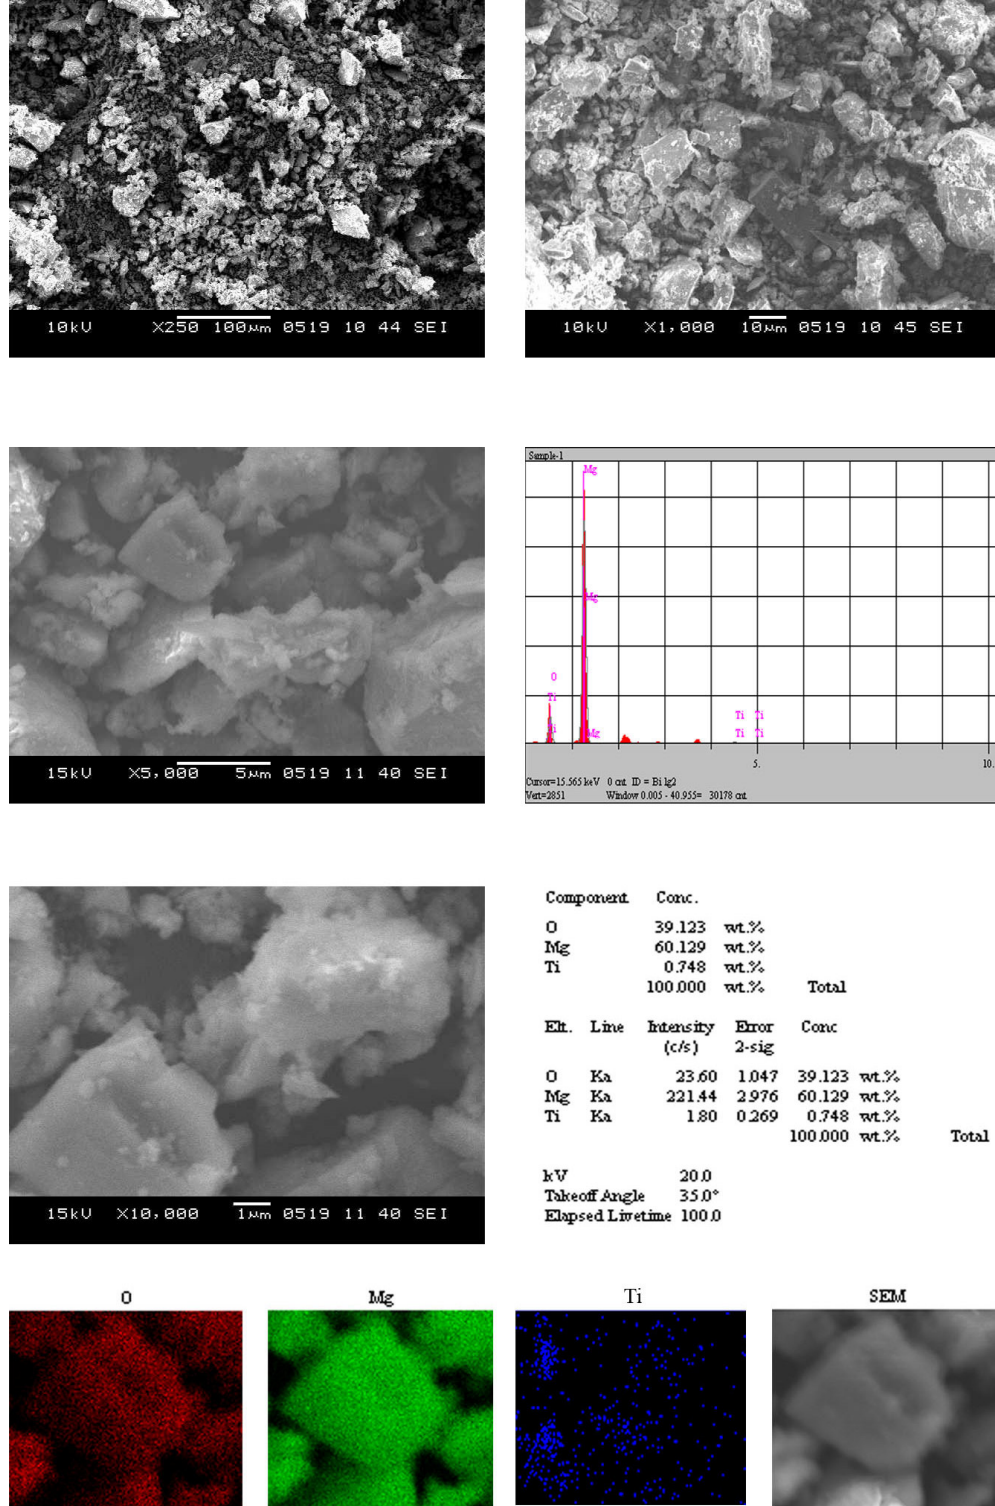 10kV X250 100μm 0519 10 44 SEI
10kV X1,000 10μm 0519 10 45 SEI
15kV X5,000 5μm 0519 11 40 SEI
Sample-1
Mg
Mg
O
Ti
Ti
Mg
Ti Ti
Ti Ti
5. 10.
Cursor=15.565 keV 0 cnt ID = Bi lg2
Vert=2851 Window 0.005 - 40.955= 30178 cnt
15kV X10,000 1μm 0519 11 40 SEI
Component Conc.
O 39.123 wt.%
Mg 60.129 wt.%
Ti 0.748 wt.%
100.000 wt.% Total
Elt. Line Intensity Error Conc
(c/s) 2-sig
O Ka 23.60 1.047 39.123 wt.%
Mg Ka 221.44 2.976 60.129 wt.%
Ti Ka 1.80 0.269 0.748 wt.%
100.000 wt.% Total
kV 20.0
Takeoff Angle 35.0°
Elapsed Livetime 100.0
O Mg Ti SEM